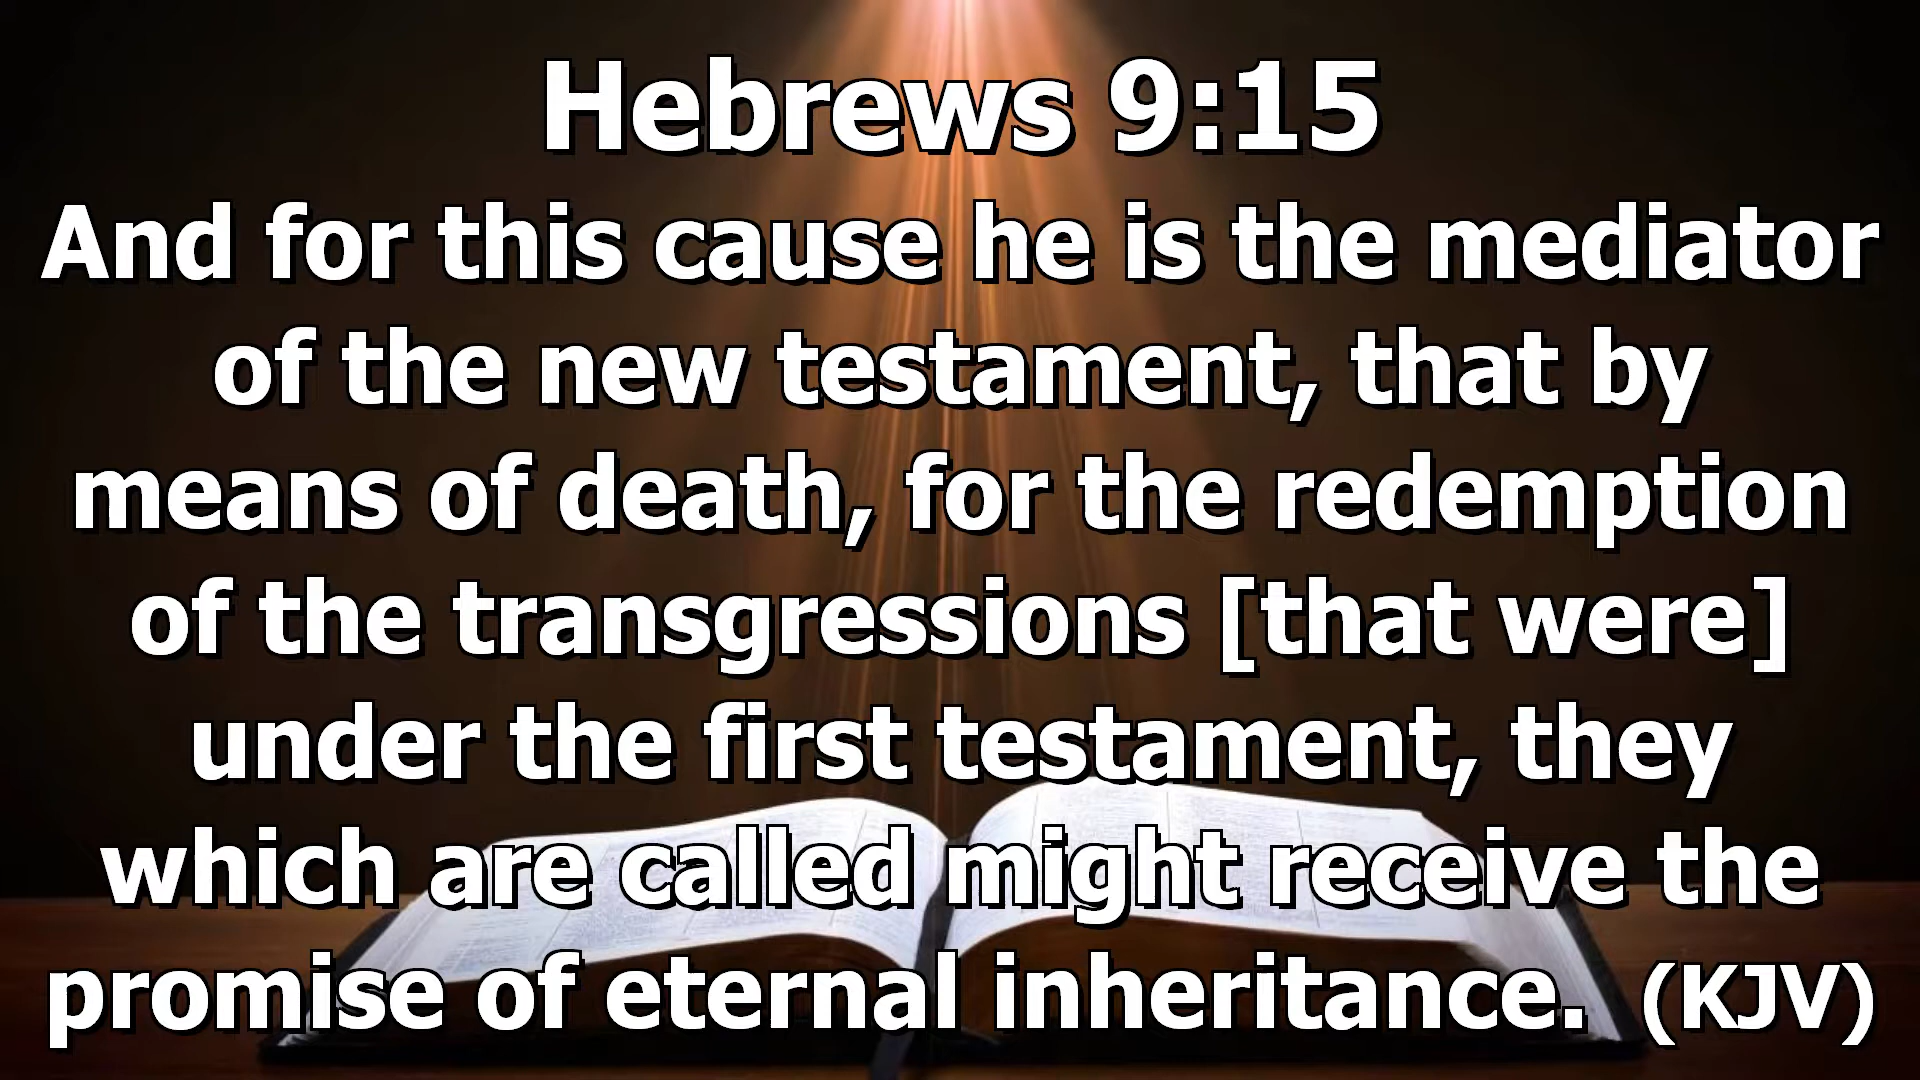 Hebrews 9:15
And for this cause he is the mediator
of the new testament, that by
means of death, for the redemption
of the transgressions [that were]
under the first testament, they
which are called might receive the
promise of eternal inheritance. (KJV)